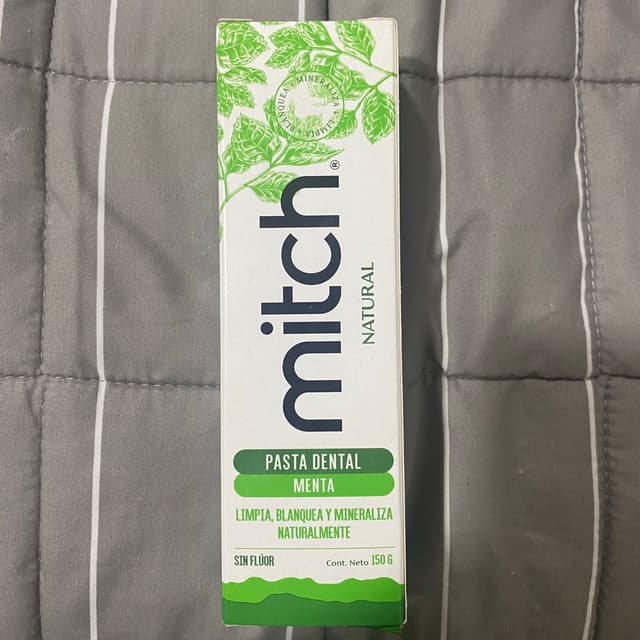 MINERALIZA • LIMPIA • BLANQUEA •
mitch®
NATURAL
PASTA DENTAL
MENTA
LIMPIA, BLANQUEA Y MINERALIZA
NATURALMENTE
SIN FLÚOR
Cont. Neto 150 G